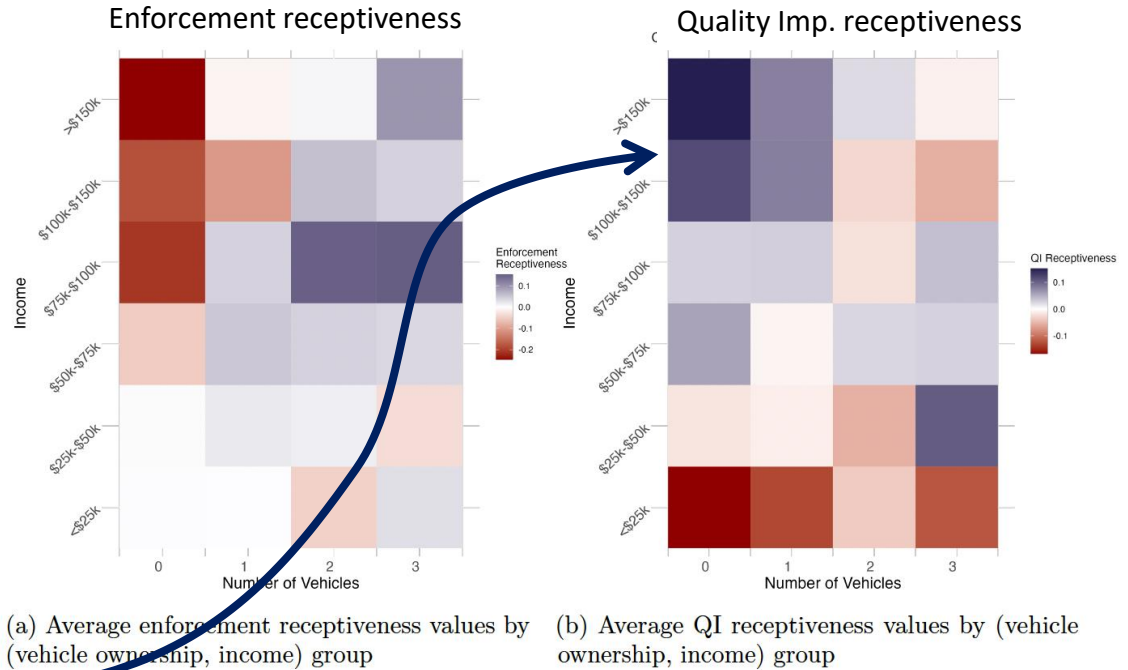 Enforcement receptiveness
>$150k
$100k-$150k
$75k-$100k
$50k-$75k
$25k-$50k
<$25k
Income
0 1 2 3
Number of Vehicles
Enforcement
Receptiveness
0.1
0.0
-0.1
-0.2
(a) Average enforcement receptiveness values by
(vehicle ownership, income) group
Quality Imp. receptiveness
>$150k
$100k-$150k
$75k-$100k
$50k-$75k
$25k-$50k
<$25k
Income
0 1 2 3
Number of Vehicles
QI Receptiveness
0.1
0.0
-0.1
(b) Average QI receptiveness values by (vehicle
ownership, income) group